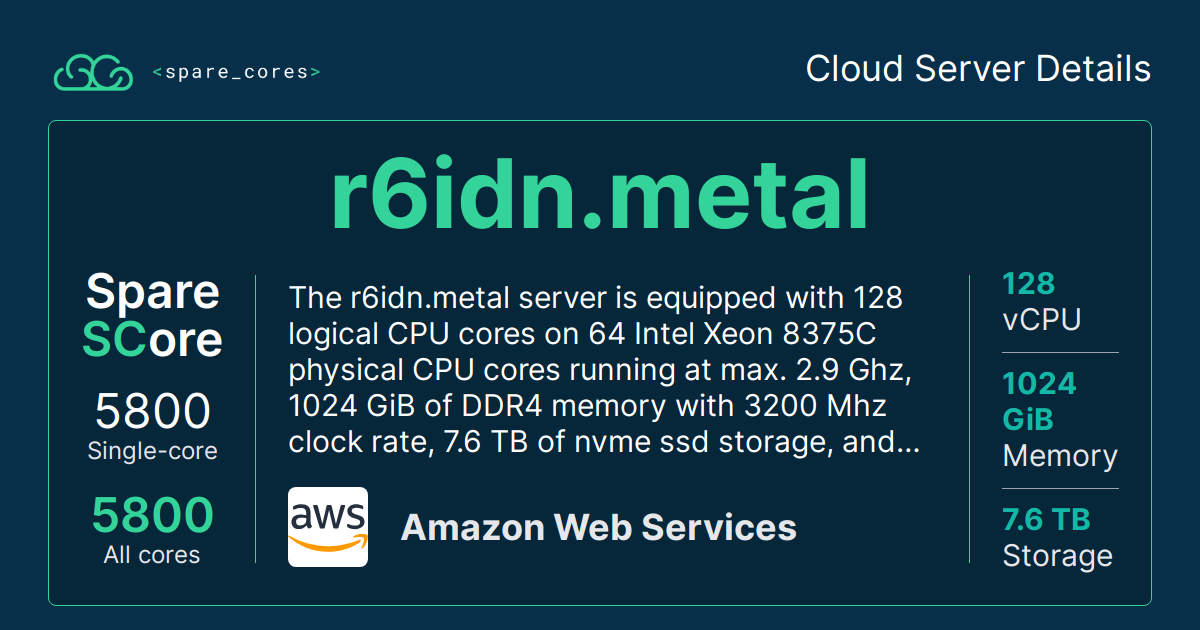 <spare_cores>
Cloud Server Details
r6idn.metal
Spare
SCore
5800
Single-core
5800
All cores
The r6idn.metal server is equipped with 128
logical CPU cores on 64 Intel Xeon 8375C
physical CPU cores running at max. 2.9 Ghz,
1024 GiB of DDR4 memory with 3200 Mhz
clock rate, 7.6 TB of nvme ssd storage, and...
aws
Amazon Web Services
128
vCPU
1024
GiB
Memory
7.6 TB
Storage